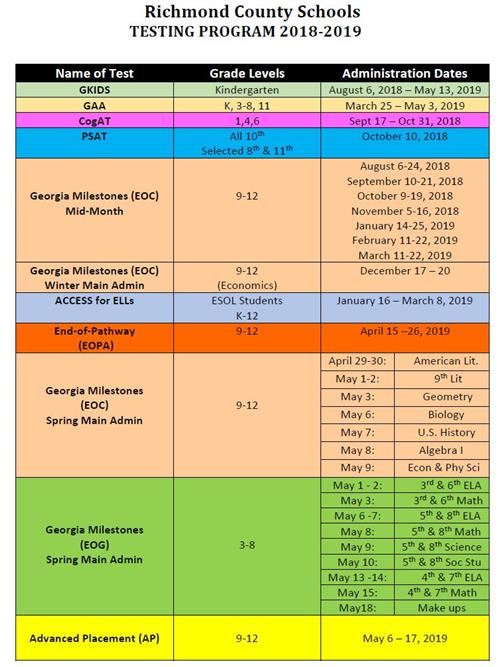 Richmond County Schools
TESTING PROGRAM 2018-2019
Name of Test Grade Levels Administration Dates
GKIDS Kindergarten August 6, 2018 – May 13, 2019
GAA K, 3-8, 11 March 25 – May 3, 2019
CogAT 1,4,6 Sept 17 – Oct 31, 2018
PSAT All 10th October 10, 2018
Selected 8th & 11th
Georgia Milestones (EOC)
Mid-Month
9-12
August 6-24, 2018
September 10-21, 2018
October 9-19, 2018
November 5-16, 2018
January 14-25, 2019
February 11-22, 2019
March 11-22, 2019
Georgia Milestones (EOC) 9-12 December 17 – 20
Winter Main Admin (Economics)
ACCESS for ELLs ESOL Students January 16 – March 8, 2019
K-12
End-of-Pathway 9-12 April 15 –26, 2019
(EOPA)
Georgia Milestones
(EOC)
Spring Main Admin
9-12
April 29-30: American Lit.
May 1-2: 9th Lit
May 3: Geometry
May 6: Biology
May 7: U.S. History
May 8: Algebra I
May 9: Econ & Phy Sci
Georgia Milestones
(EOG)
Spring Main Admin
3-8
May 1 - 2: 3rd & 6th ELA
May 3: 3rd & 6th Math
May 6 -7: 5th & 8th ELA
May 8: 5th & 8th Math
May 9: 5th & 8th Science
May 10: 5th & 8th Soc Stu
May 13 -14: 4th & 7th ELA
May 15: 4th & 7th Math
May18: Make ups
Advanced Placement (AP) 9-12 May 6 – 17, 2019